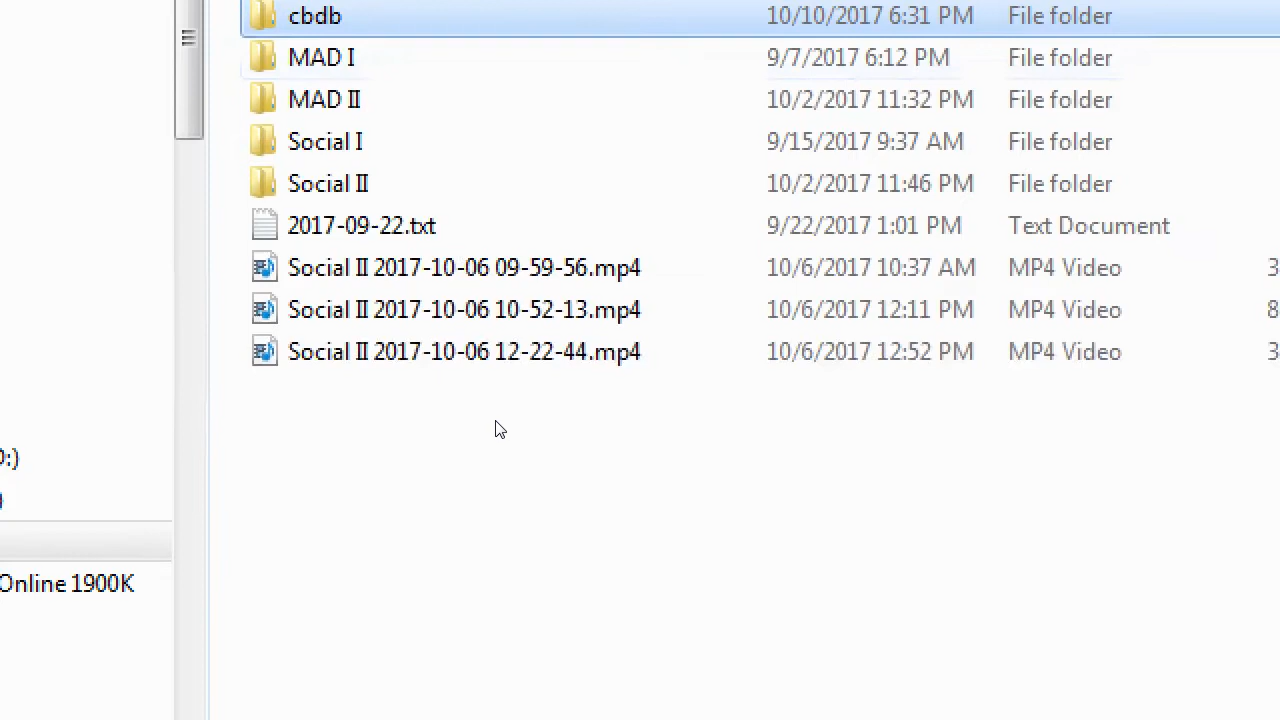 cbdb 10/10/2017 6:31 PM File folder
MAD I 9/7/2017 6:12 PM File folder
MAD II 10/2/2017 11:32 PM File folder
Social I 9/15/2017 9:37 AM File folder
Social II 10/2/2017 11:46 PM File folder
2017-09-22.txt 9/22/2017 1:01 PM Text Document
Social II 2017-10-06 09-59-56.mp4 10/6/2017 10:37 AM MP4 Video 3
Social II 2017-10-06 10-52-13.mp4 10/6/2017 12:11 PM MP4 Video 8
Social II 2017-10-06 12-22-44.mp4 10/6/2017 12:52 PM MP4 Video 3
:)
Online 1900K